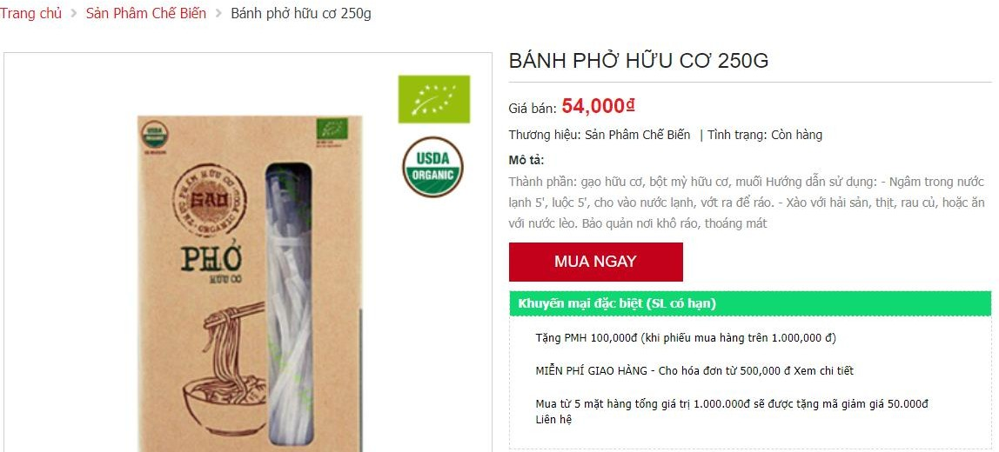 Trang chủ > Sản Phâm Chế Biến > Bánh phở hữu cơ 250g
BÁNH PHỞ HỮU CƠ 250G
Giá bán: 54,000₫
Thương hiệu: Sản Phâm Chế Biến | Tình trạng: Còn hàng
Mô tả:
Thành phần: gạo hữu cơ, bột mỳ hữu cơ, muối Hướng dẫn sử dụng: - Ngâm trong nước
lạnh 5', luộc 5', cho vào nước lạnh, vớt ra để ráo. - Xào với hải sản, thịt, rau củ, hoặc ăn
với nước lèo. Bảo quản nơi khô ráo, thoáng mát
MUA NGAY
Khuyến mại đặc biệt (SL có hạn)
Tặng PMH 100,000đ (khi phiếu mua hàng trên 1.000,000 đ)
MIỄN PHÍ GIAO HÀNG - Cho hóa đơn từ 500,000 đ Xem chi tiết
Mua từ 5 mặt hàng tổng giá trị 1.000.000đ sẽ được tặng mã giảm giá 50.000đ
Liên hệ
USDA
ORGANIC
USDA
ORGANIC
GẠO
PHỞ
HỮU CƠ